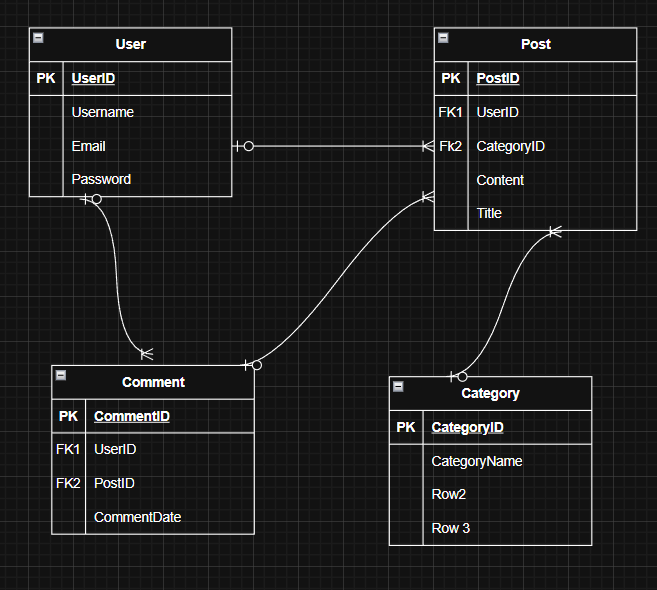 User
PK UserID
Username
Email
Password
Post
PK PostID
FK1 UserID
Fk2 CategoryID
Content
Title
Comment
PK CommentID
FK1 UserID
FK2 PostID
CommentDate
Category
PK CategoryID
CategoryName
Row2
Row 3